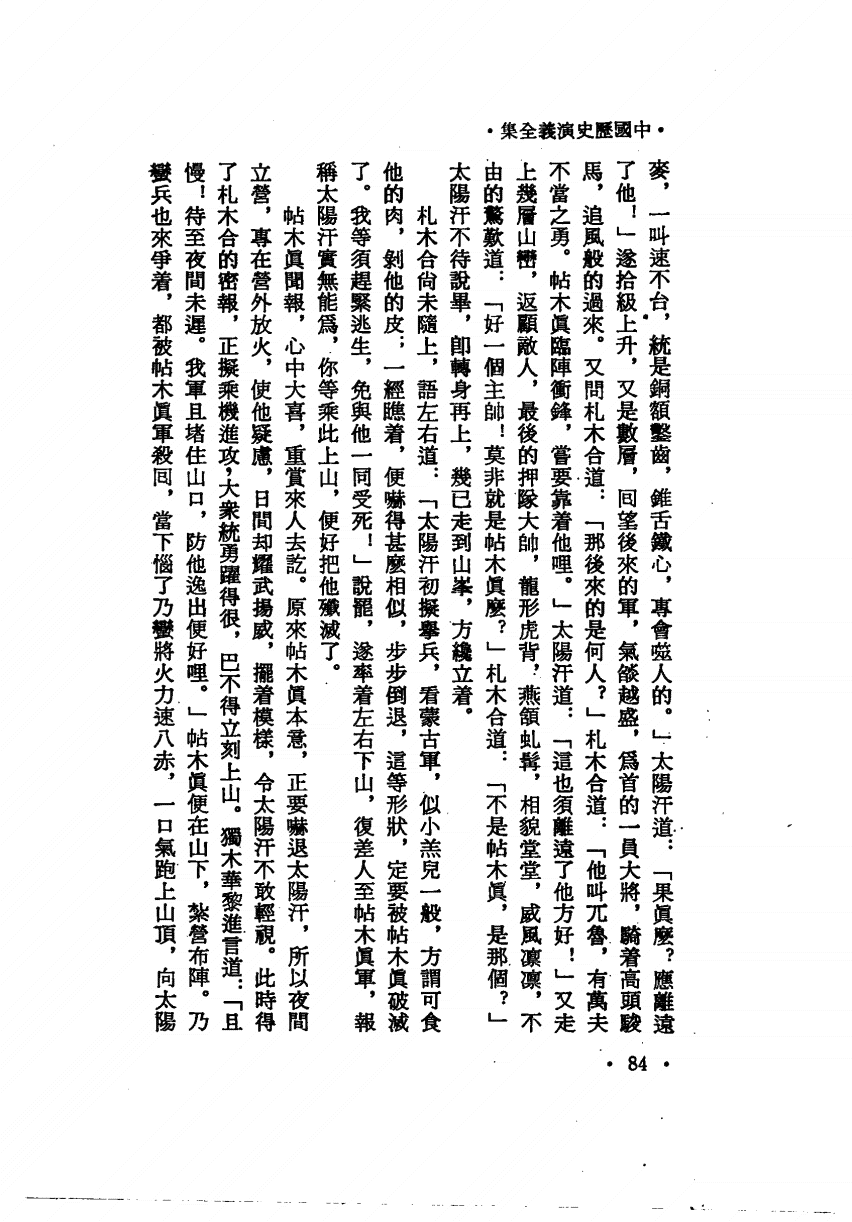 ·中國歷史演義全集·
麥，一叫速不台，統是銅額鑿齒，錐舌鐵心，專會噬人的。」太陽汗道：「果眞麼？應離遠
了他！」遂拾級上升，又是數層，囘望後來的軍，氣燄越盛，爲首的一員大將，騎着高頭駿
馬，追風般的過來。又問札木合道：「那後來的是何人？」札木合道：「他叫兀魯，有萬夫
不當之勇。帖木眞臨陣衝鋒，嘗要靠着他哩。」太陽汗道：「這也須離遠了他方好！」又走
上幾層山巒，返顧敵人，最後的押隊大帥，龍形虎背，燕頷虬髯，相貌堂堂，威風凛凛，不
由的驚歎道：「好一個主帥！莫非就是帖木眞麼？」札木合道：「不是帖木眞，是那個？」
太陽汗不待說畢，卽轉身再上，幾已走到山峯，方纔立着。
札木合尙未隨上，語左右道：「太陽汗初擬擧兵，看蒙古軍，似小羔兒一般，方謂可食
他的肉，剝他的皮；一經瞧着，便嚇得甚麼相似，步步倒退，這等形狀，定要被帖木眞破滅
了。我等須趕緊逃生，免與他一同受死！」說罷，遂率着左右下山，復差人至帖木眞軍，報
稱太陽汗實無能爲，你等乘此上山，便好把他殲滅了。
帖木眞聞報，心中大喜，重賞來人去訖。原來帖木眞本意，正要嚇退太陽汗，所以夜間
立營，專在營外放火，使他疑慮，日間却耀武揚威，擺着模樣，令太陽汗不敢輕視。此時得
了札木合的密報，正擬乘機進攻，大衆統勇躍得很，巴不得立刻上山。獨木華黎進言道：「且
慢！待至夜間未遲。我軍且堵住山口，防他逸出便好哩。」帖木眞便在山下，紮營布陣。乃
蠻兵也來爭着，都被帖木眞軍殺囘，當下惱了乃蠻將火力速八赤，一口氣跑上山頂，向太陽
·84·